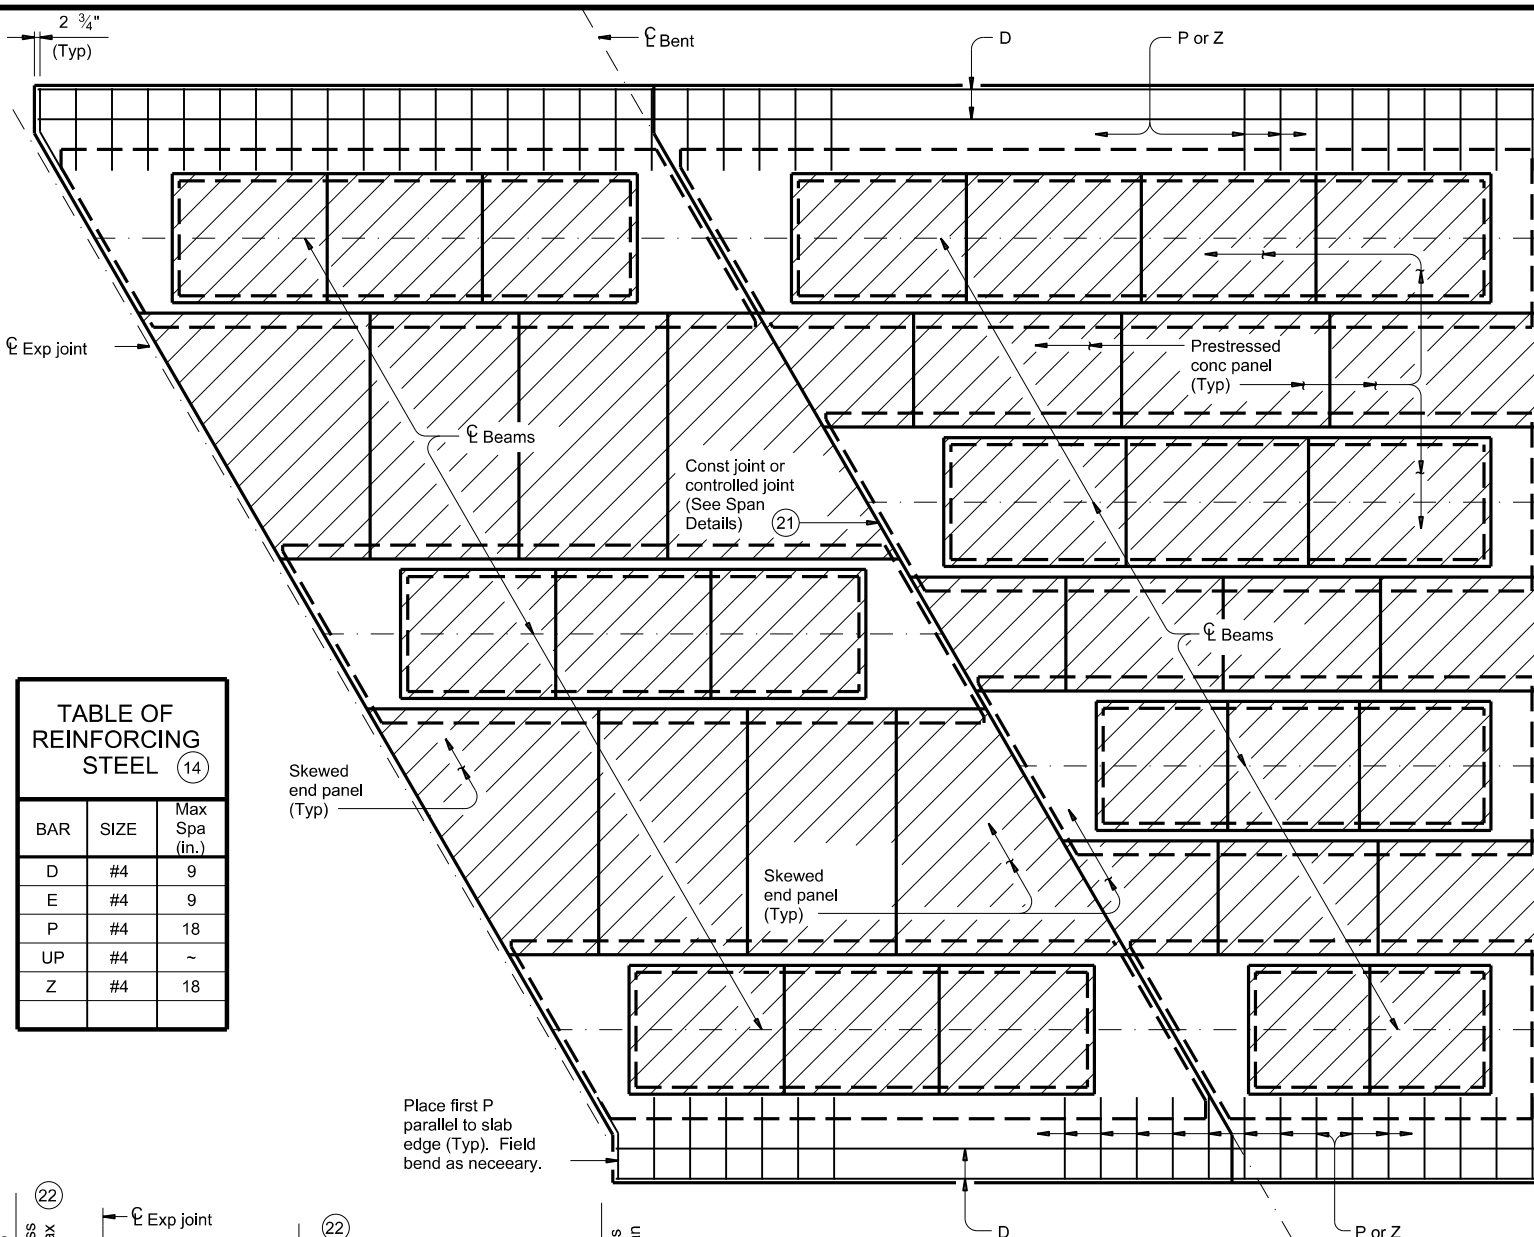 2 ¾"
(Typ)
℄ Bent
D
P or Z
℄ Exp joint
Prestressed
conc panel
(Typ)
℄ Beams
Const joint or
controlled joint
(See Span
Details) 21
℄ Beams
TABLE OF
REINFORCING
STEEL 14
BAR SIZE Max Spa (in.)
D #4 9
E #4 9
P #4 18
UP #4 ~
Z #4 18
Skewed
end panel
(Typ)
Skewed
end panel
(Typ)
Place first P
parallel to slab
edge (Typ). Field
bend as neceeary.
22
℄ Exp joint
22
D
P or Z